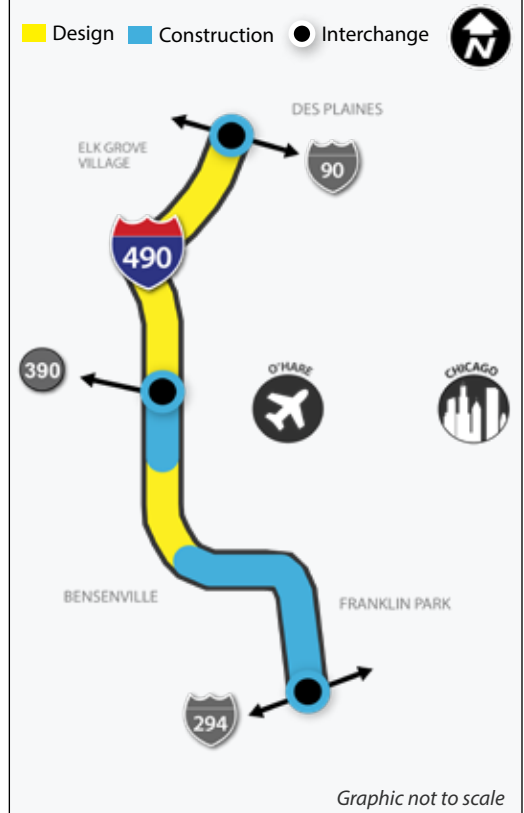 Design Construction Interchange
N
DES PLAINES
ELK GROVE
VILLAGE
90
490
390
O'HARE
CHICAGO
BENSENVILLE
FRANKLIN PARK
294
Graphic not to scale